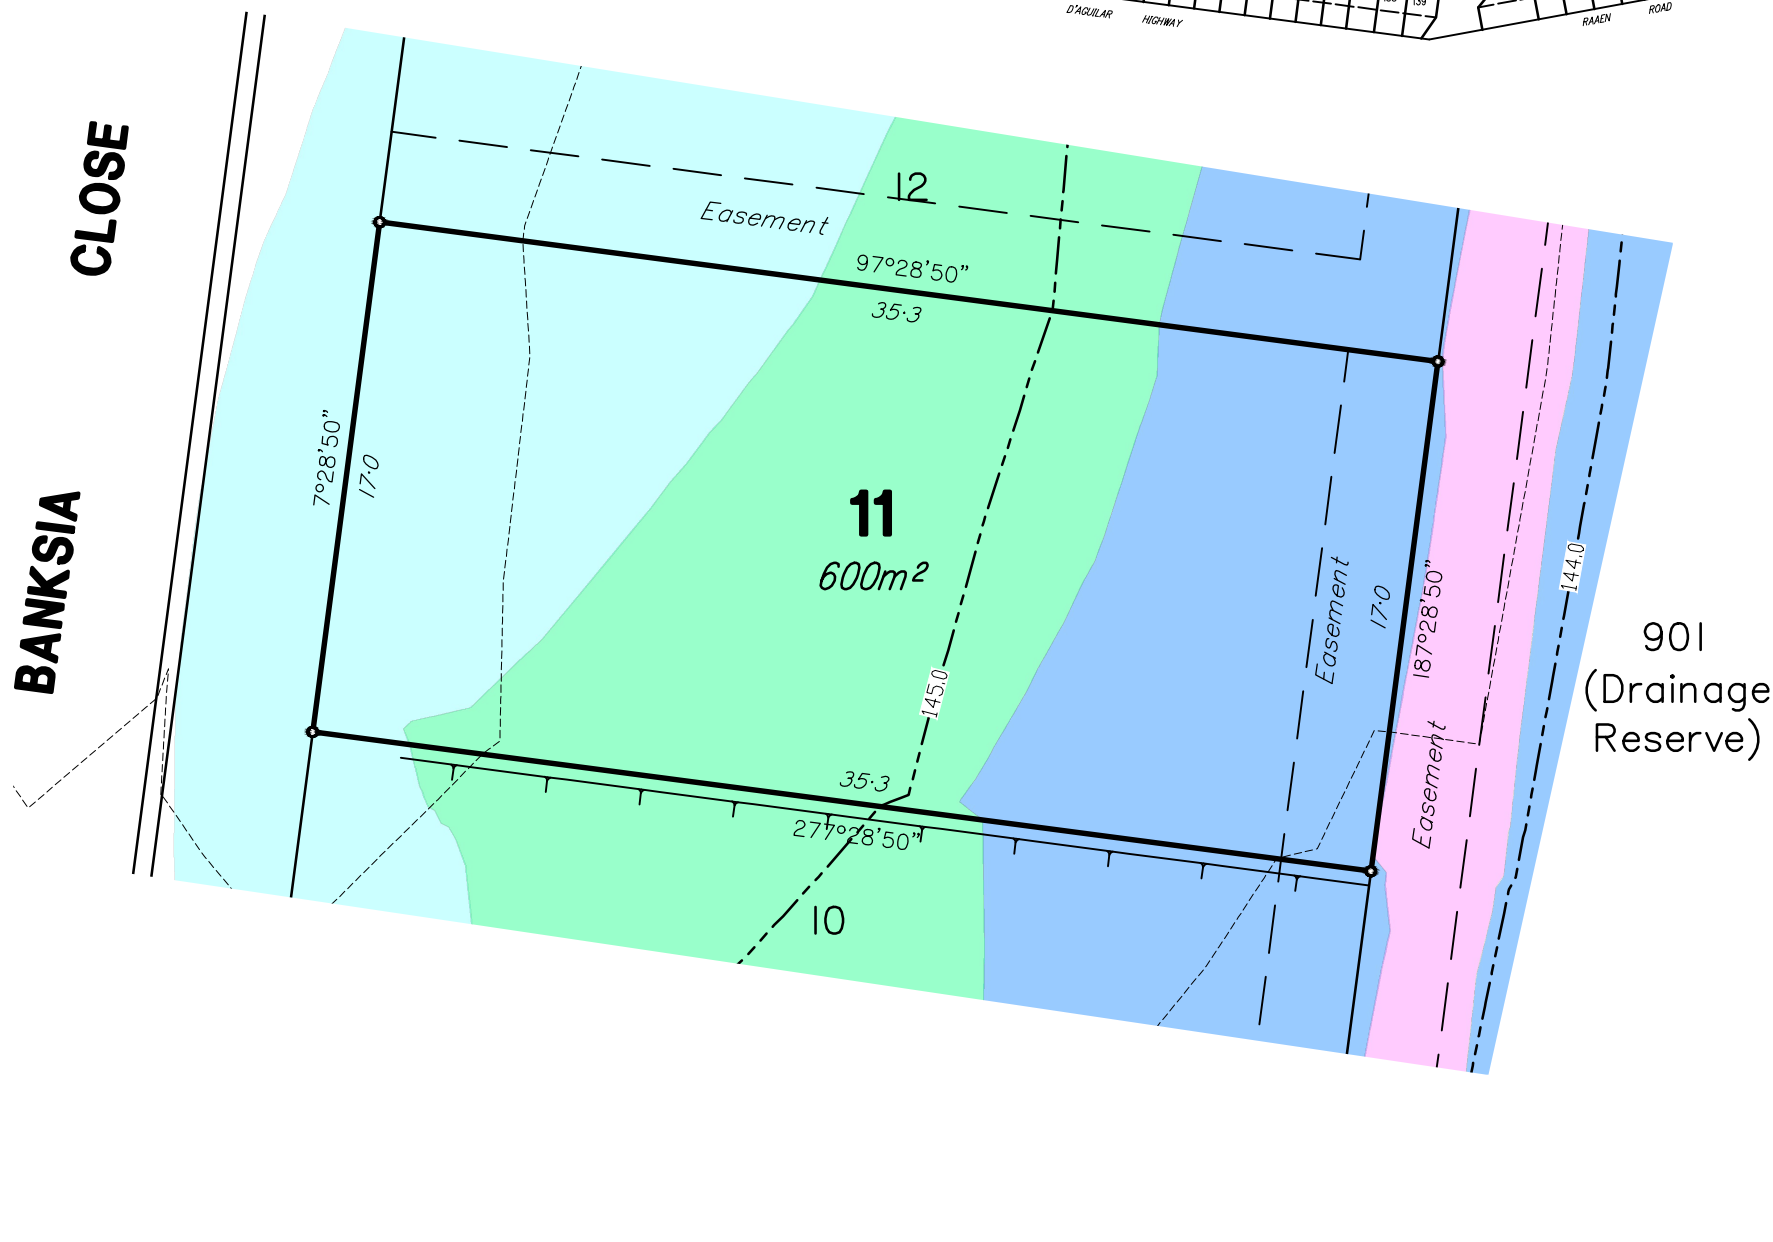 D'AGUILAR HIGHWAY
139
RAAEN ROAD
BANKSIA CLOSE
12
Easement
97°28'50"
35·3
7°28'50"
17·0
11
600m²
145.0
Easement
17·0
187°28'50"
Easement
144.0
901
(Drainage
Reserve)
35·3
277°28'50"
10